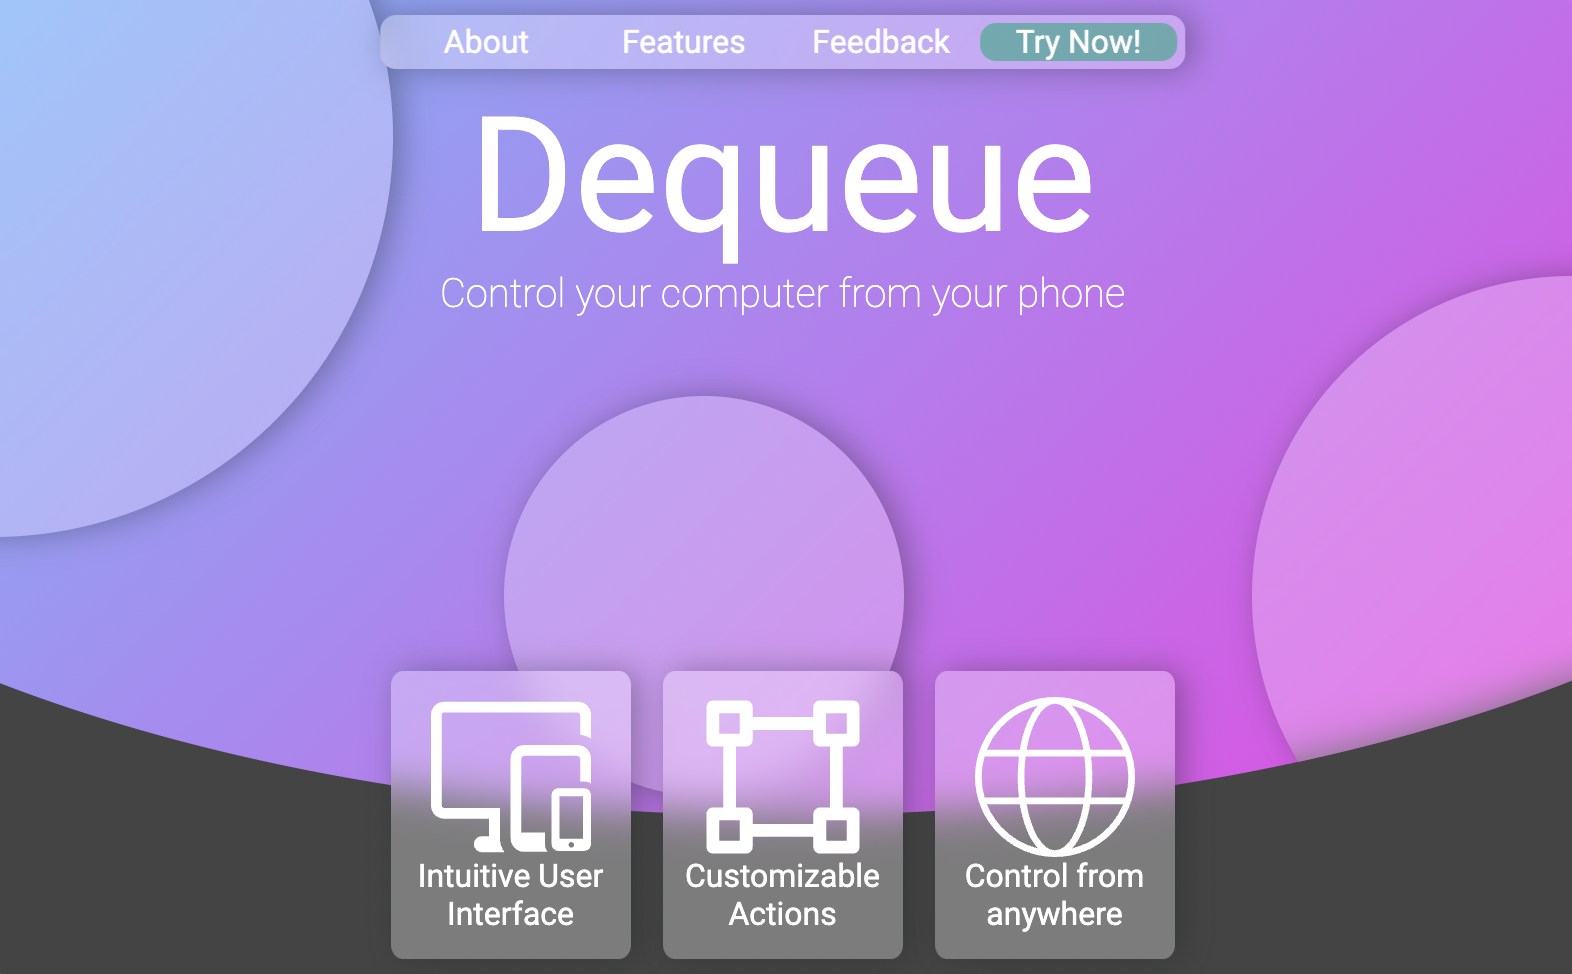 About Features Feedback Try Now!
Dequeue
Control your computer from your phone
Intuitive User
Interface
Customizable
Actions
Control from
anywhere